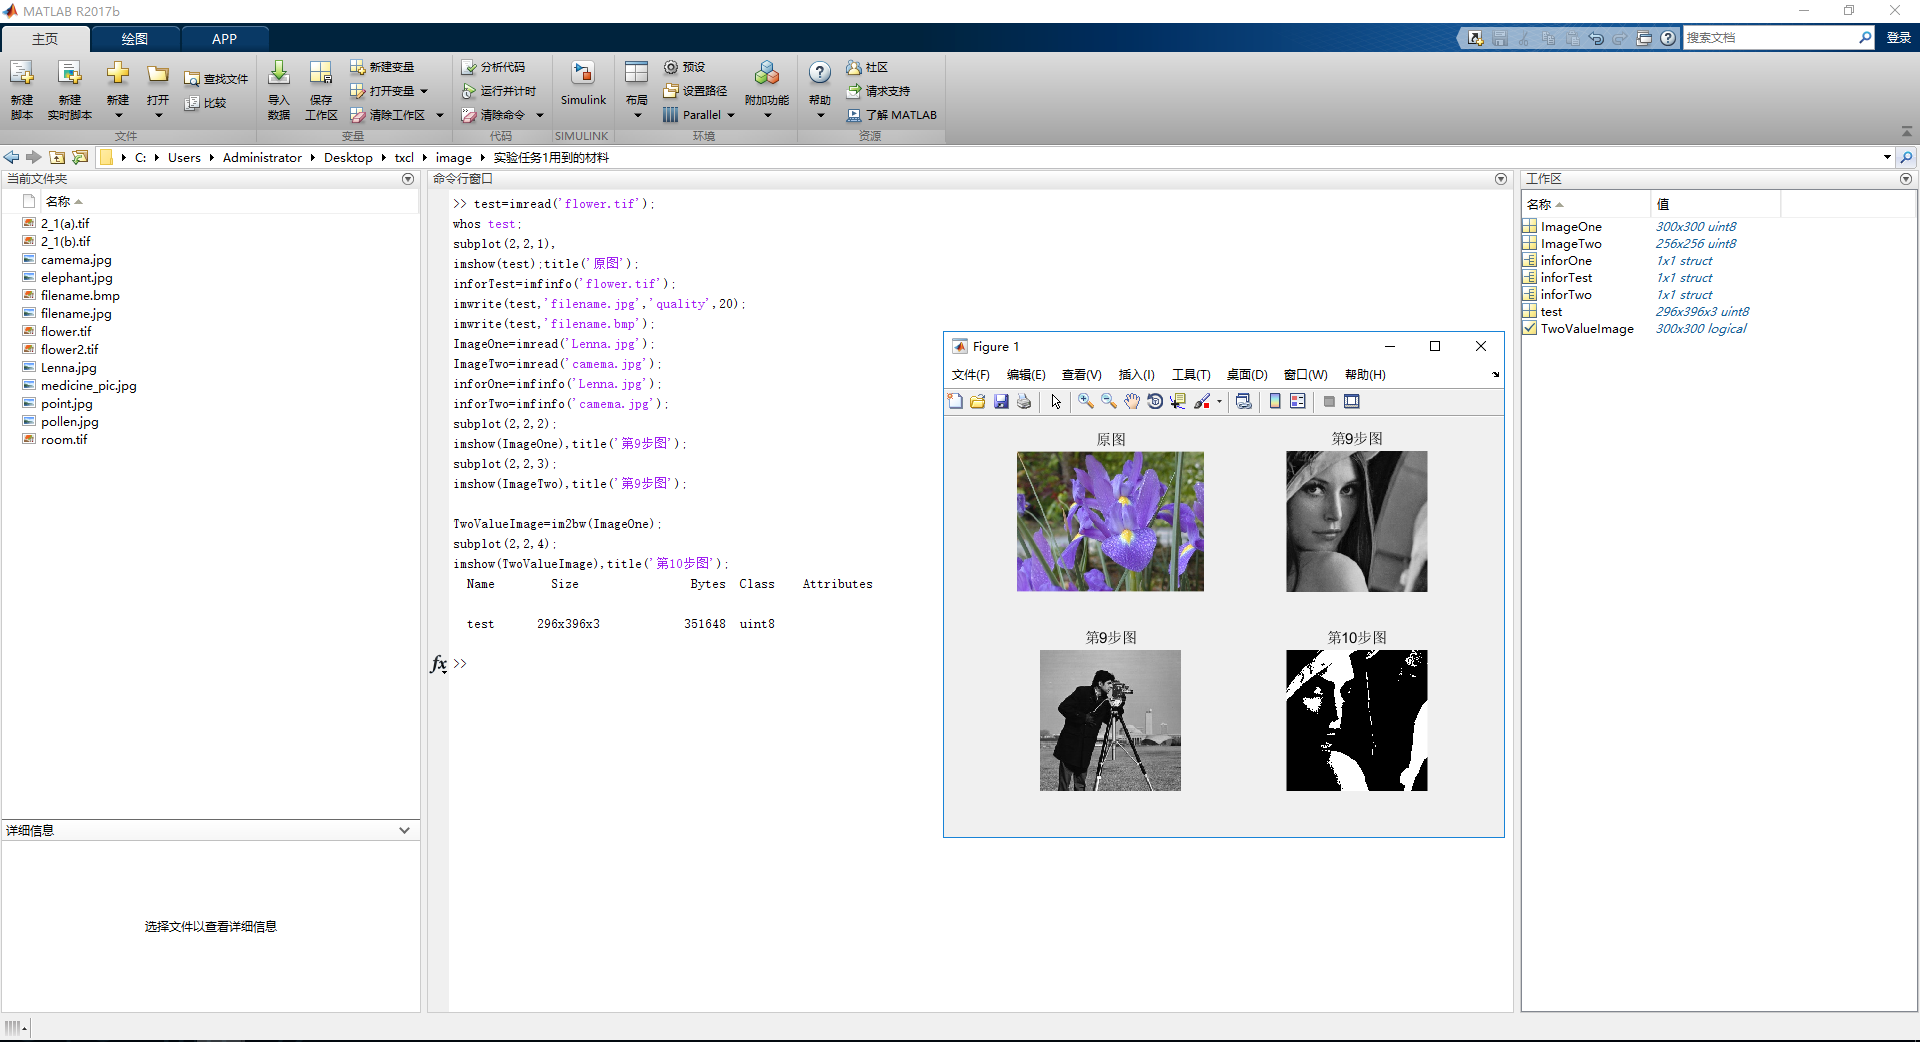 MATLAB R2017b
主页 绘图 APP
搜索文档 登录
新建脚本 新建实时脚本 新建 打开 查找文件 比较
导入数据 保存工作区 新建变量 打开变量 清除工作区
分析代码 运行并计时 清除命令
Simulink
布局 预设 设置路径 Parallel 附加功能
帮助 社区 请求支持 了解 MATLAB
文件 变量 代码 SIMULINK 环境 资源
C: Users Administrator Desktop txcl image 实验任务1用到的材料
当前文件夹
名称
2_1(a).tif
2_1(b).tif
camema.jpg
elephant.jpg
filename.bmp
filename.jpg
flower.tif
flower2.tif
Lenna.jpg
medicine_pic.jpg
point.jpg
pollen.jpg
room.tif
详细信息
选择文件以查看详细信息
命令行窗口
>> test=imread('flower.tif');
whos test;
subplot(2,2,1),
imshow(test);title('原图');
inforTest=imfinfo('flower.tif');
imwrite(test,'filename.jpg','quality',20);
imwrite(test,'filename.bmp');
ImageOne=imread('Lenna.jpg');
ImageTwo=imread('camema.jpg');
inforOne=imfinfo('Lenna.jpg');
inforTwo=imfinfo('camema.jpg');
subplot(2,2,2);
imshow(ImageOne),title('第9步图');
subplot(2,2,3);
imshow(ImageTwo),title('第9步图');
TwoValueImage=im2bw(ImageOne);
subplot(2,2,4);
imshow(TwoValueImage),title('第10步图');
Name Size Bytes Class Attributes
test 296x396x3 351648 uint8
fx >>
Figure 1
文件(F) 编辑(E) 查看(V) 插入(I) 工具(T) 桌面(D) 窗口(W) 帮助(H)
原图 第9步图
第9步图 第10步图
工作区
名称 值
ImageOne 300x300 uint8
ImageTwo 256x256 uint8
inforOne 1x1 struct
inforTest 1x1 struct
inforTwo 1x1 struct
test 296x396x3 uint8
TwoValueImage 300x300 logical